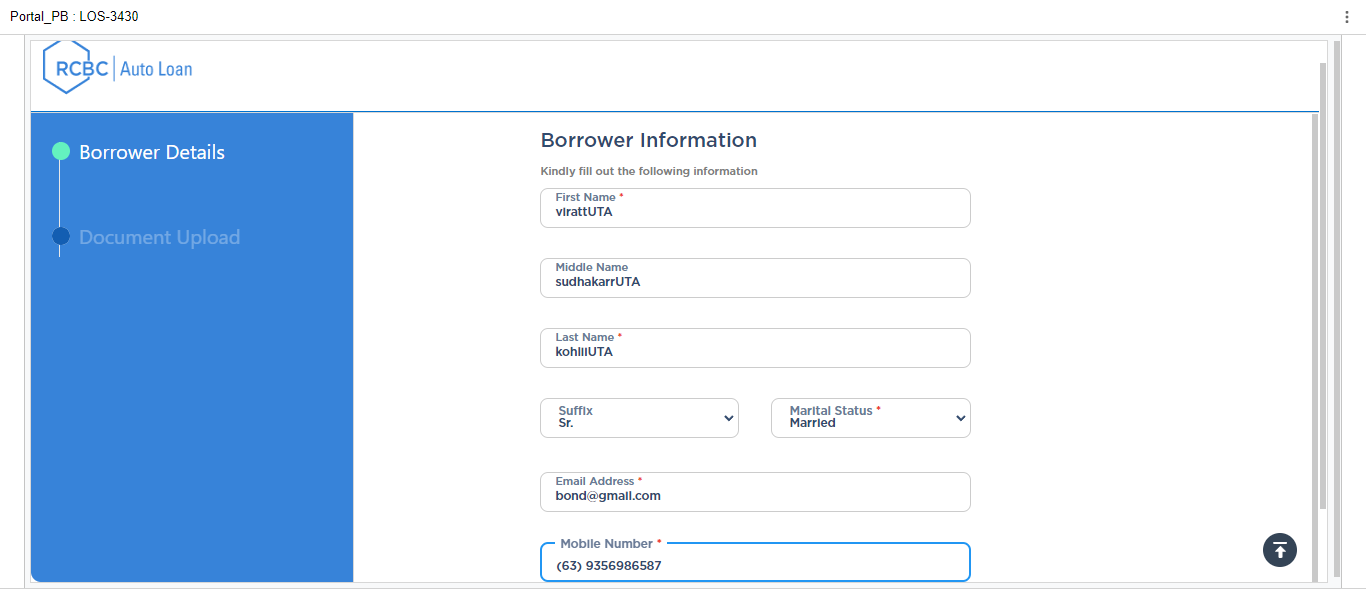 Portal_PB : LOS-3430
RCBC Auto Loan
Borrower Details
Document Upload
Borrower Information
Kindly fill out the following information
First Name *
virattUTA
Middle Name
sudhakarrUTA
Last Name *
kohliiUTA
Suffix
Sr.
Marital Status *
Married
Email Address *
bond@gmail.com
Mobile Number *
(63) 9356986587